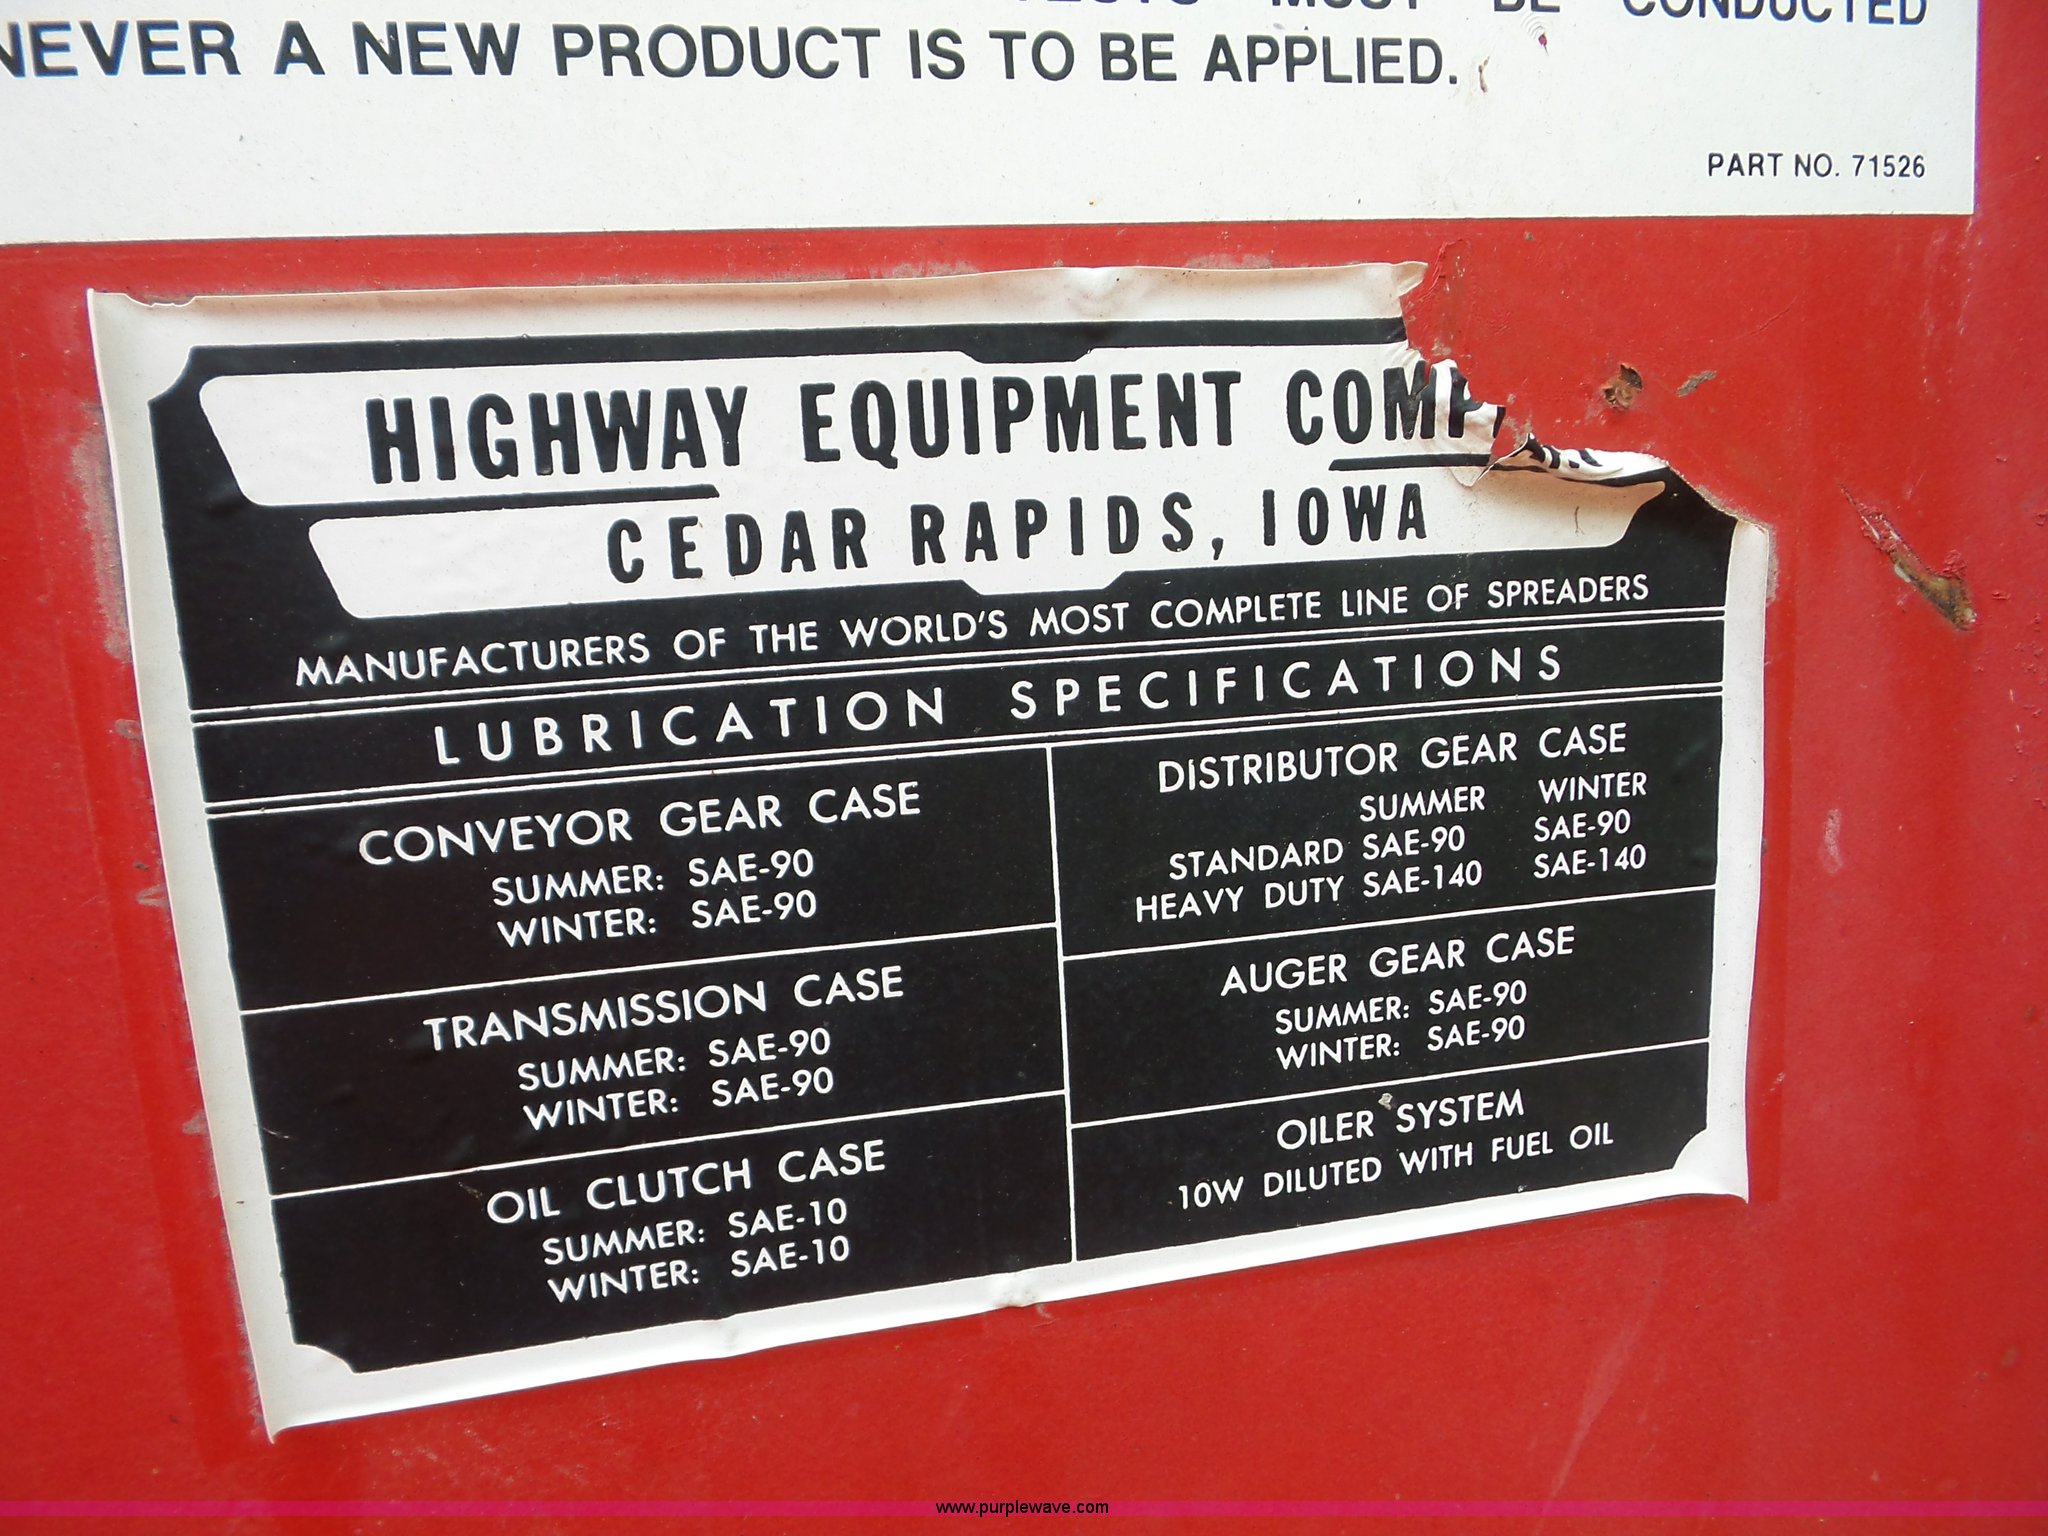 MUST BE CONDUCTED
NEVER A NEW PRODUCT IS TO BE APPLIED.
PART NO. 71526
HIGHWAY EQUIPMENT COMP
CEDAR RAPIDS, IOWA
MANUFACTURERS OF THE WORLD'S MOST COMPLETE LINE OF SPREADERS
LUBRICATION SPECIFICATIONS
CONVEYOR GEAR CASE
SUMMER: SAE-90
WINTER: SAE-90
TRANSMISSION CASE
SUMMER: SAE-90
WINTER: SAE-90
OIL CLUTCH CASE
SUMMER: SAE-10
WINTER: SAE-10
DISTRIBUTOR GEAR CASE
SUMMER WINTER
STANDARD SAE-90 SAE-90
HEAVY DUTY SAE-140 SAE-140
AUGER GEAR CASE
SUMMER: SAE-90
WINTER: SAE-90
OILER SYSTEM
10W DILUTED WITH FUEL OIL
www.purplewave.com